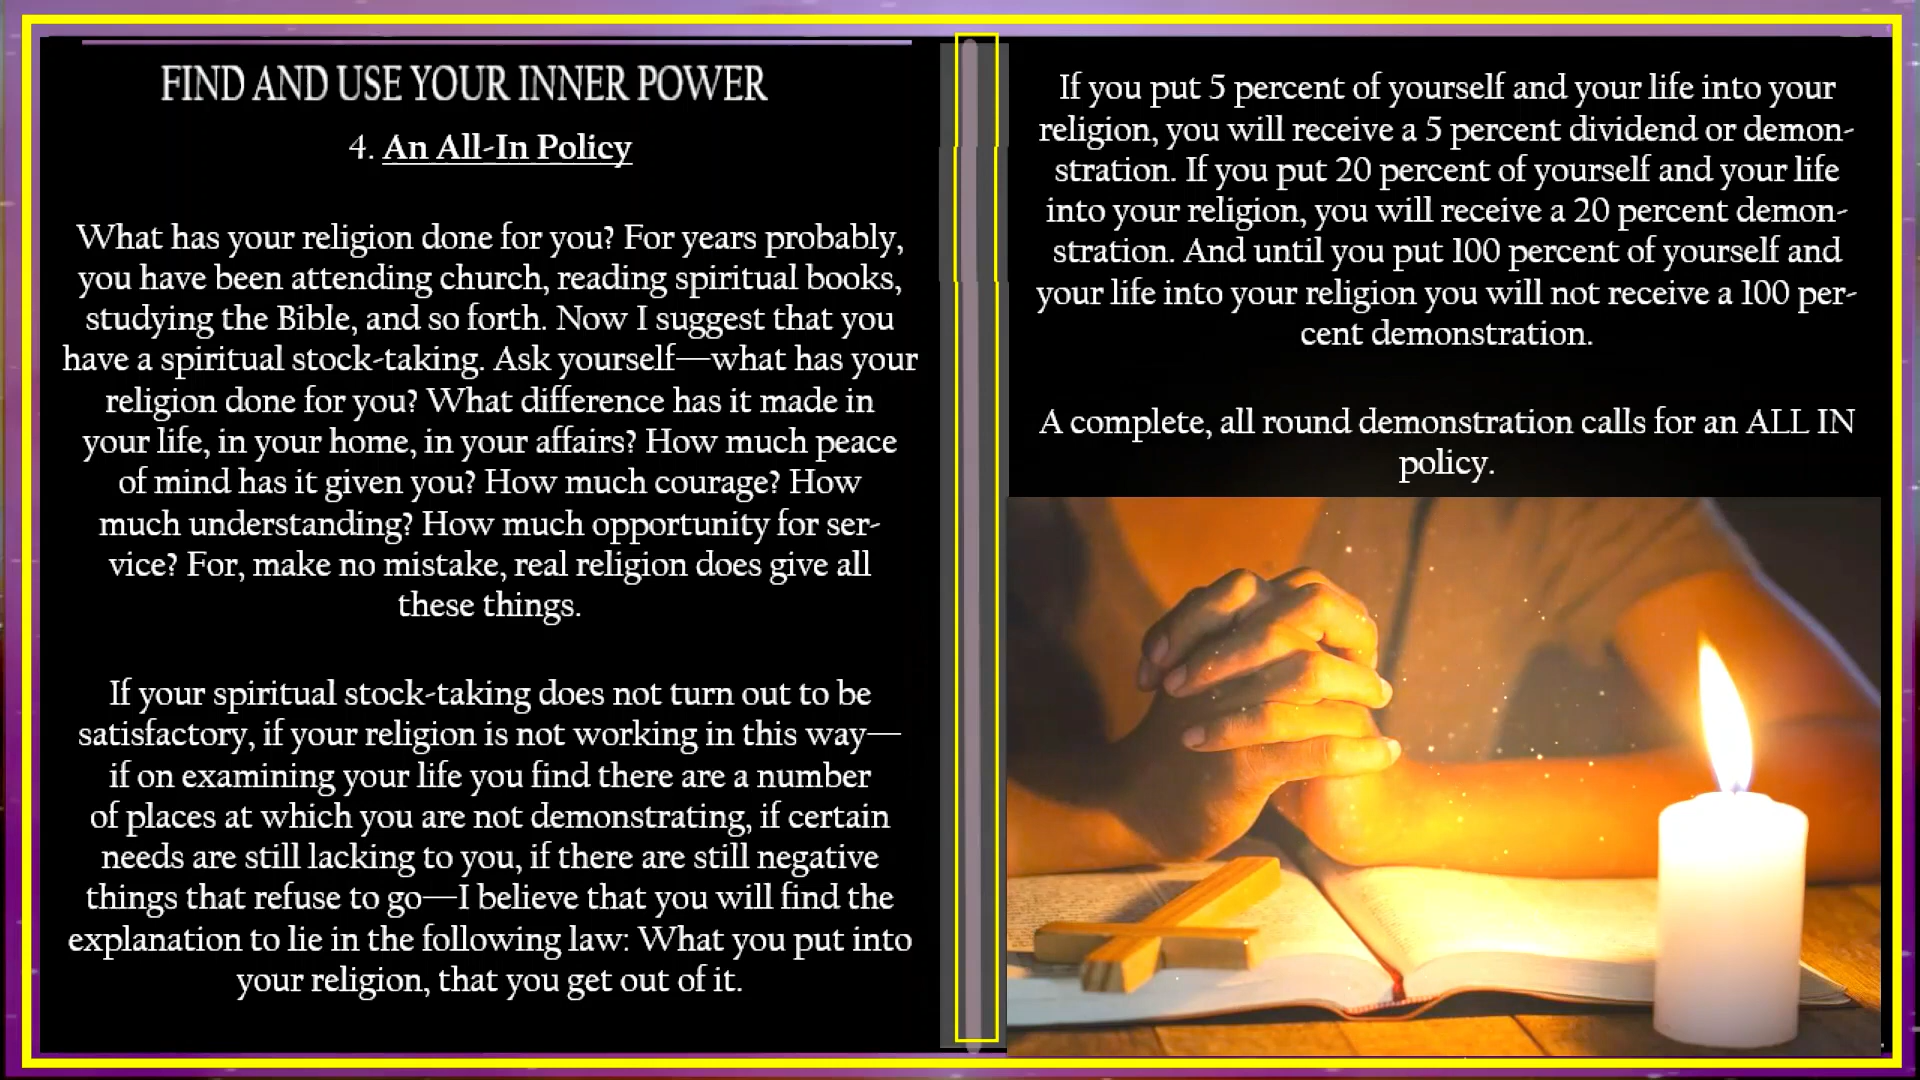 FIND AND USE YOUR INNER POWER
4. An All-In Policy
What has your religion done for you? For years probably,
you have been attending church, reading spiritual books,
studying the Bible, and so forth. Now I suggest that you
have a spiritual stock-taking. Ask yourself—what has your
religion done for you? What difference has it made in
your life, in your home, in your affairs? How much peace
of mind has it given you? How much courage? How
much understanding? How much opportunity for ser-
vice? For, make no mistake, real religion does give all
these things.
If your spiritual stock-taking does not turn out to be
satisfactory, if your religion is not working in this way—
if on examining your life you find there are a number
of places at which you are not demonstrating, if certain
needs are still lacking to you, if there are still negative
things that refuse to go—I believe that you will find the
explanation to lie in the following law: What you put into
your religion, that you get out of it.
If you put 5 percent of yourself and your life into your
religion, you will receive a 5 percent dividend or demon-
stration. If you put 20 percent of yourself and your life
into your religion, you will receive a 20 percent demon-
stration. And until you put 100 percent of yourself and
your life into your religion you will not receive a 100 per-
cent demonstration.
A complete, all round demonstration calls for an ALL IN
policy.